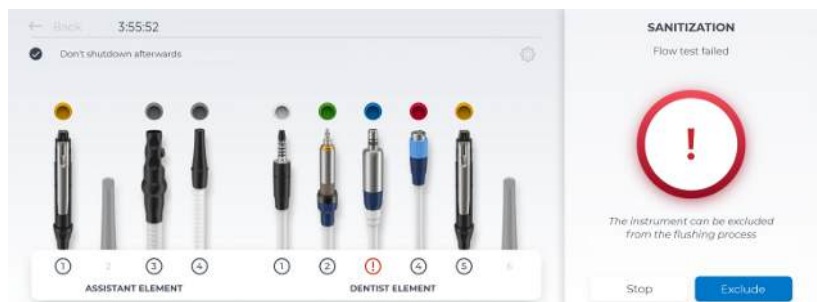 ← Back 3:55:52
Don't shutdown afterwards
1 2 3 4 1 2 ! 4 5 6
ASSISTANT ELEMENT DENTIST ELEMENT
SANITIZATION
Flow test failed
!
The instrument can be excluded
from the flushing process
Stop Exclude